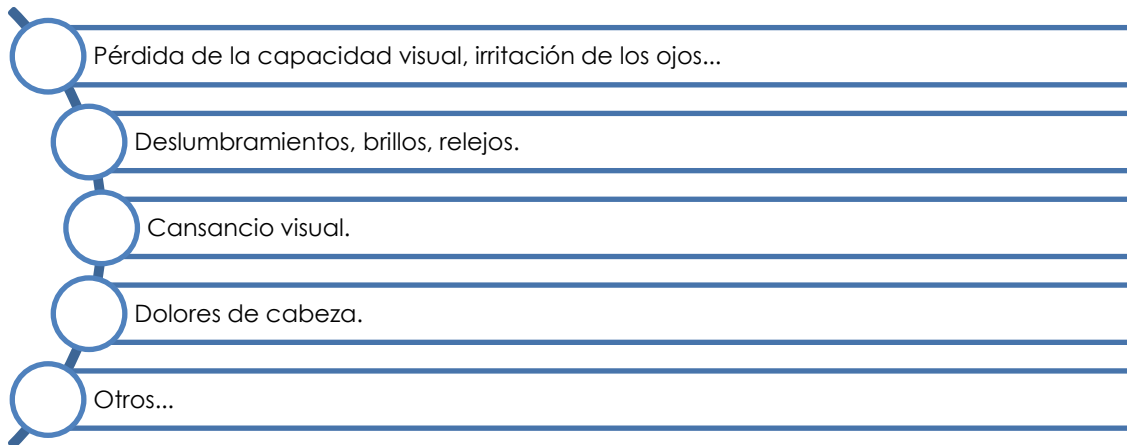 Pérdida de la capacidad visual, irritación de los ojos...
Deslumbramientos, brillos, relejos.
Cansancio visual.
Dolores de cabeza.
Otros...